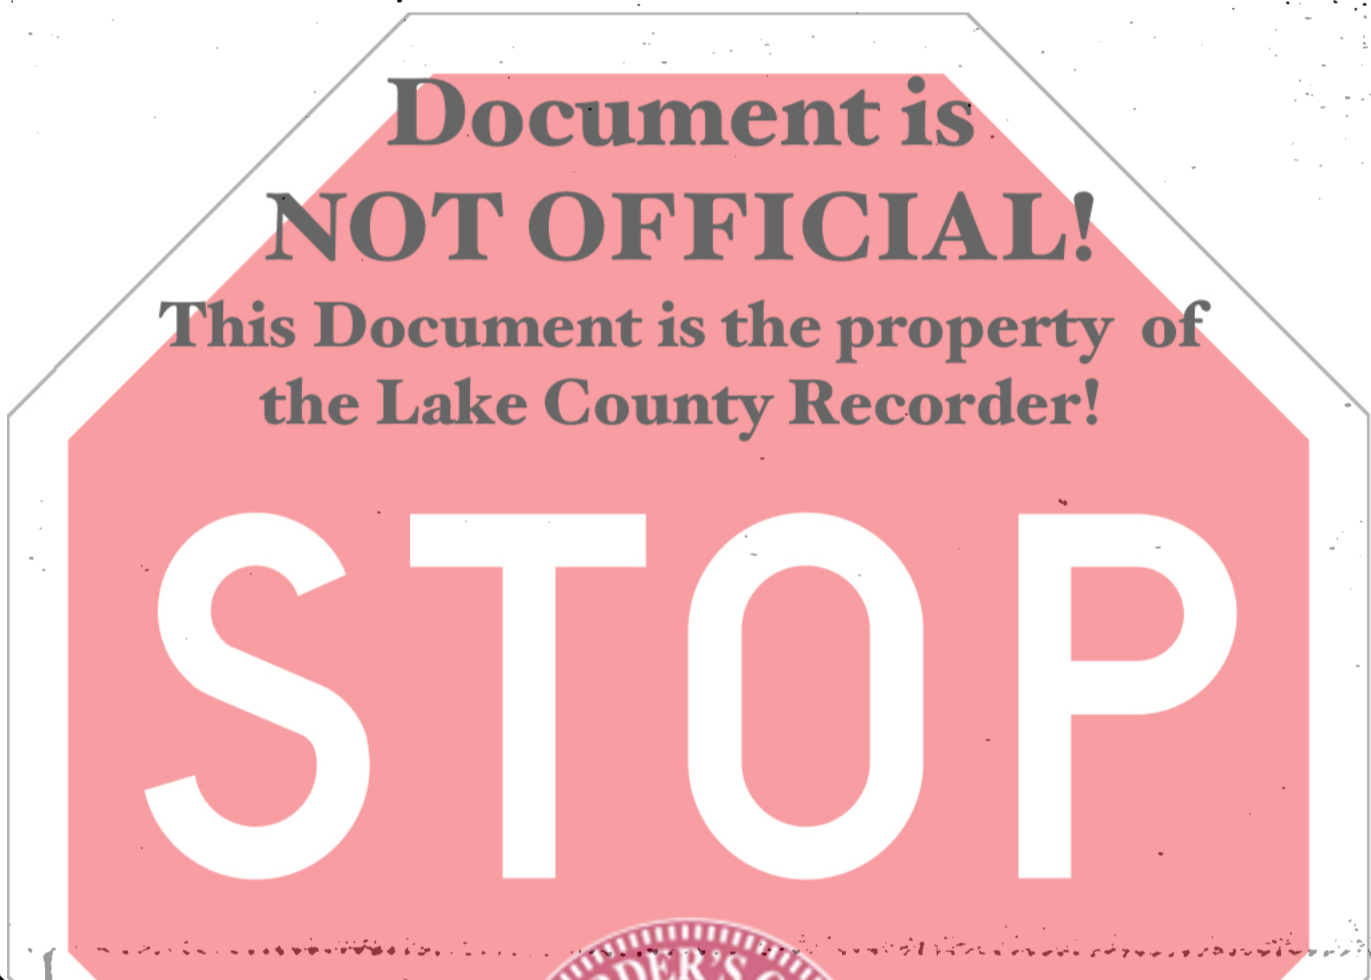 Document is
NOT OFFICIAL!
This Document is the property of
the Lake County Recorder!
STOP